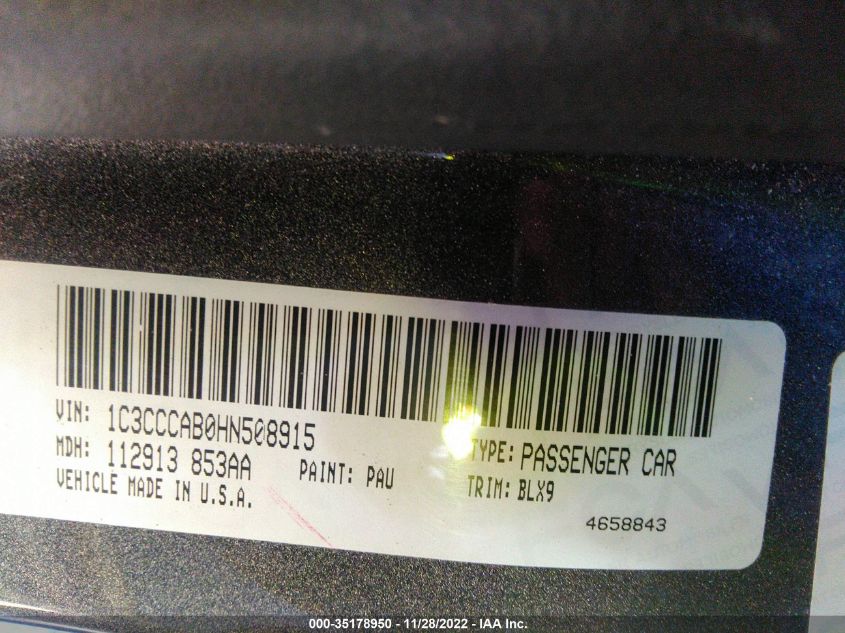 VIN: 1C3CCCAB0HN508915
MDH: 112913 853AA
PAINT: PAU
TYPE: PASSENGER CAR
VEHICLE MADE IN U.S.A.
TRIM: BLX9
4658843
000-35178950 - 11/28/2022 - IAA Inc.